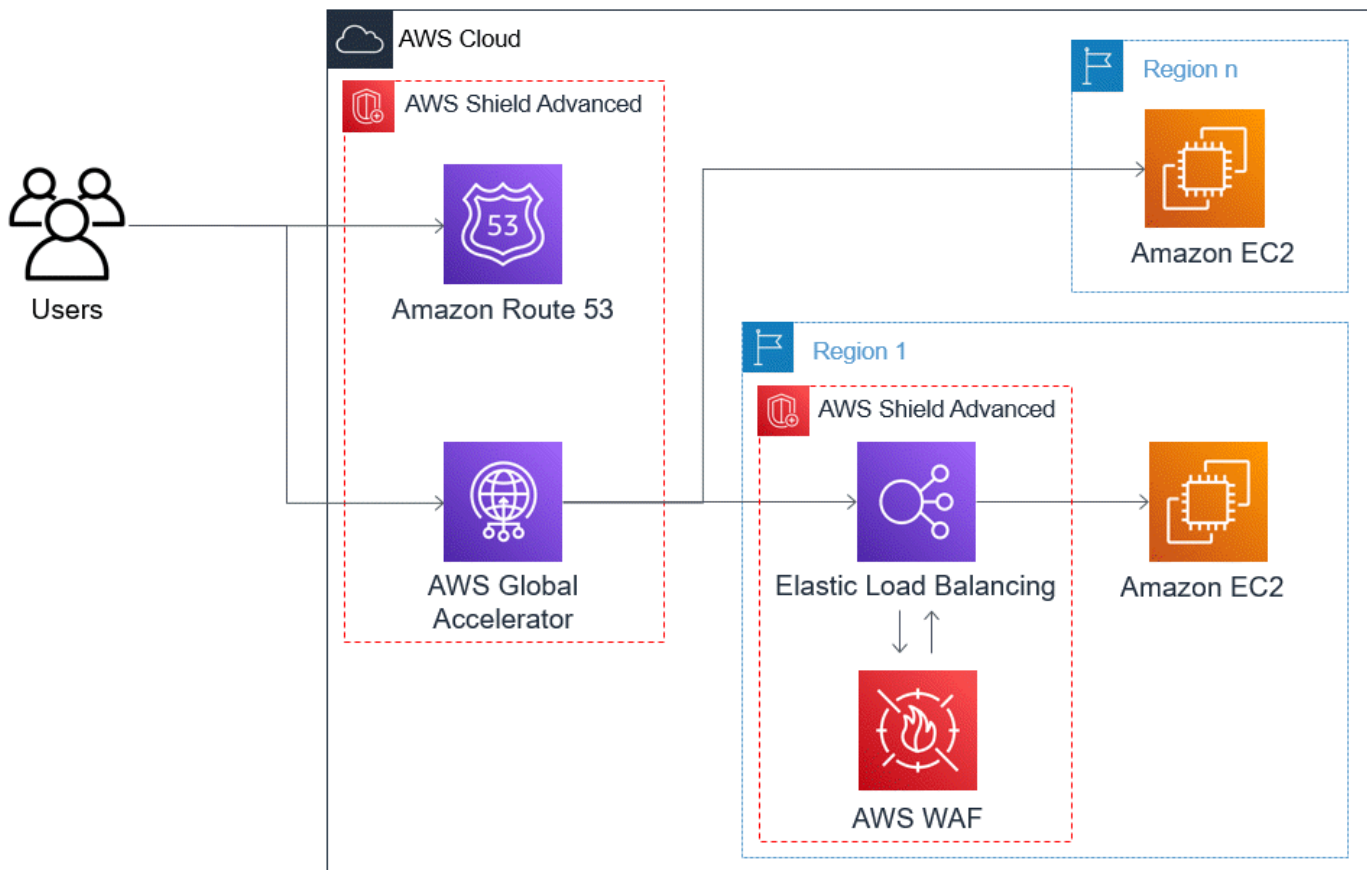 AWS Cloud
Region n
AWS Shield Advanced
53
Amazon EC2
Users
Amazon Route 53
Region 1
AWS Shield Advanced
AWS Global
Accelerator
Elastic Load Balancing
Amazon EC2
AWS WAF